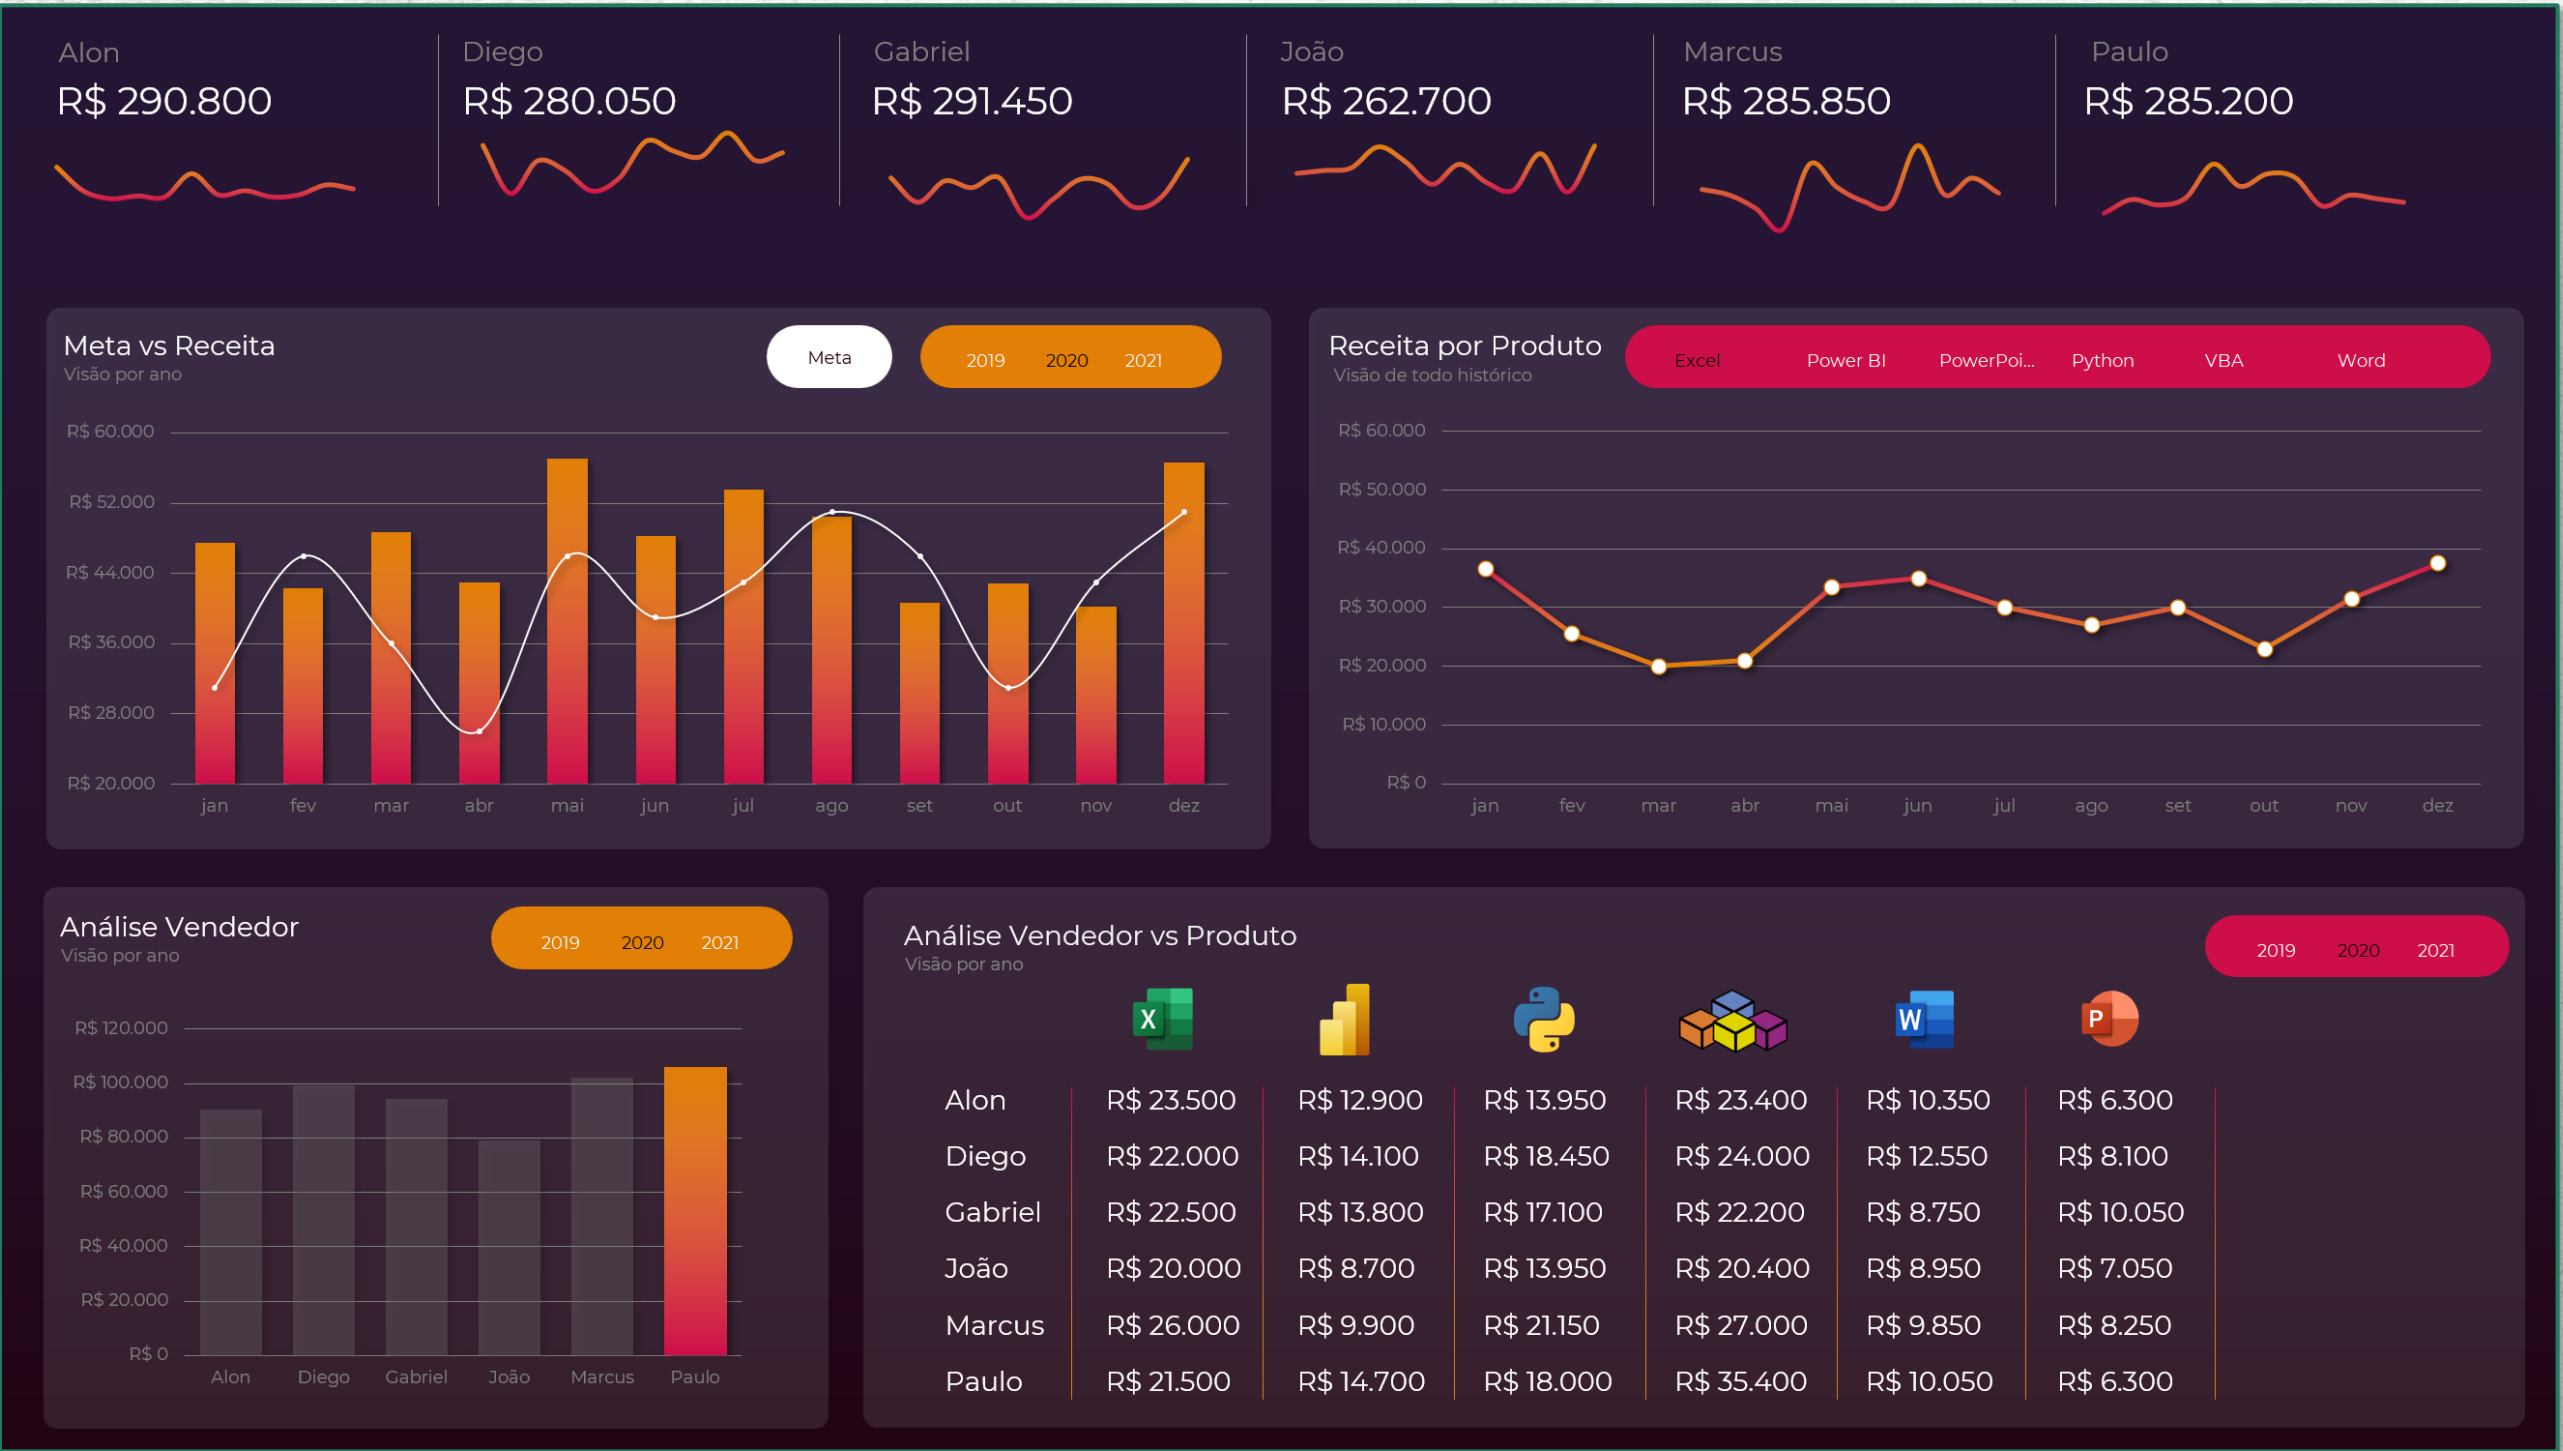 Alon
R$ 290.800
Diego
R$ 280.050
Gabriel
R$ 291.450
João
R$ 262.700
Marcus
R$ 285.850
Paulo
R$ 285.200
Meta vs Receita
Visão por ano
Meta
2019 2020 2021
R$ 60.000
R$ 52.000
R$ 44.000
R$ 36.000
R$ 28.000
R$ 20.000
jan fev mar abr mai jun jul ago set out nov dez
Receita por Produto
Visão de todo histórico
Excel Power BI PowerPoi... Python VBA Word
R$ 60.000
R$ 50.000
R$ 40.000
R$ 30.000
R$ 20.000
R$ 10.000
R$ 0
jan fev mar abr mai jun jul ago set out nov dez
Análise Vendedor
Visão por ano
2019 2020 2021
R$ 120.000
R$ 100.000
R$ 80.000
R$ 60.000
R$ 40.000
R$ 20.000
R$ 0
Alon Diego Gabriel João Marcus Paulo
Análise Vendedor vs Produto
Visão por ano
2019 2020 2021
X W P
Alon R$ 23.500 R$ 12.900 R$ 13.950 R$ 23.400 R$ 10.350 R$ 6.300
Diego R$ 22.000 R$ 14.100 R$ 18.450 R$ 24.000 R$ 12.550 R$ 8.100
Gabriel R$ 22.500 R$ 13.800 R$ 17.100 R$ 22.200 R$ 8.750 R$ 10.050
João R$ 20.000 R$ 8.700 R$ 13.950 R$ 20.400 R$ 8.950 R$ 7.050
Marcus R$ 26.000 R$ 9.900 R$ 21.150 R$ 27.000 R$ 9.850 R$ 8.250
Paulo R$ 21.500 R$ 14.700 R$ 18.000 R$ 35.400 R$ 10.050 R$ 6.300